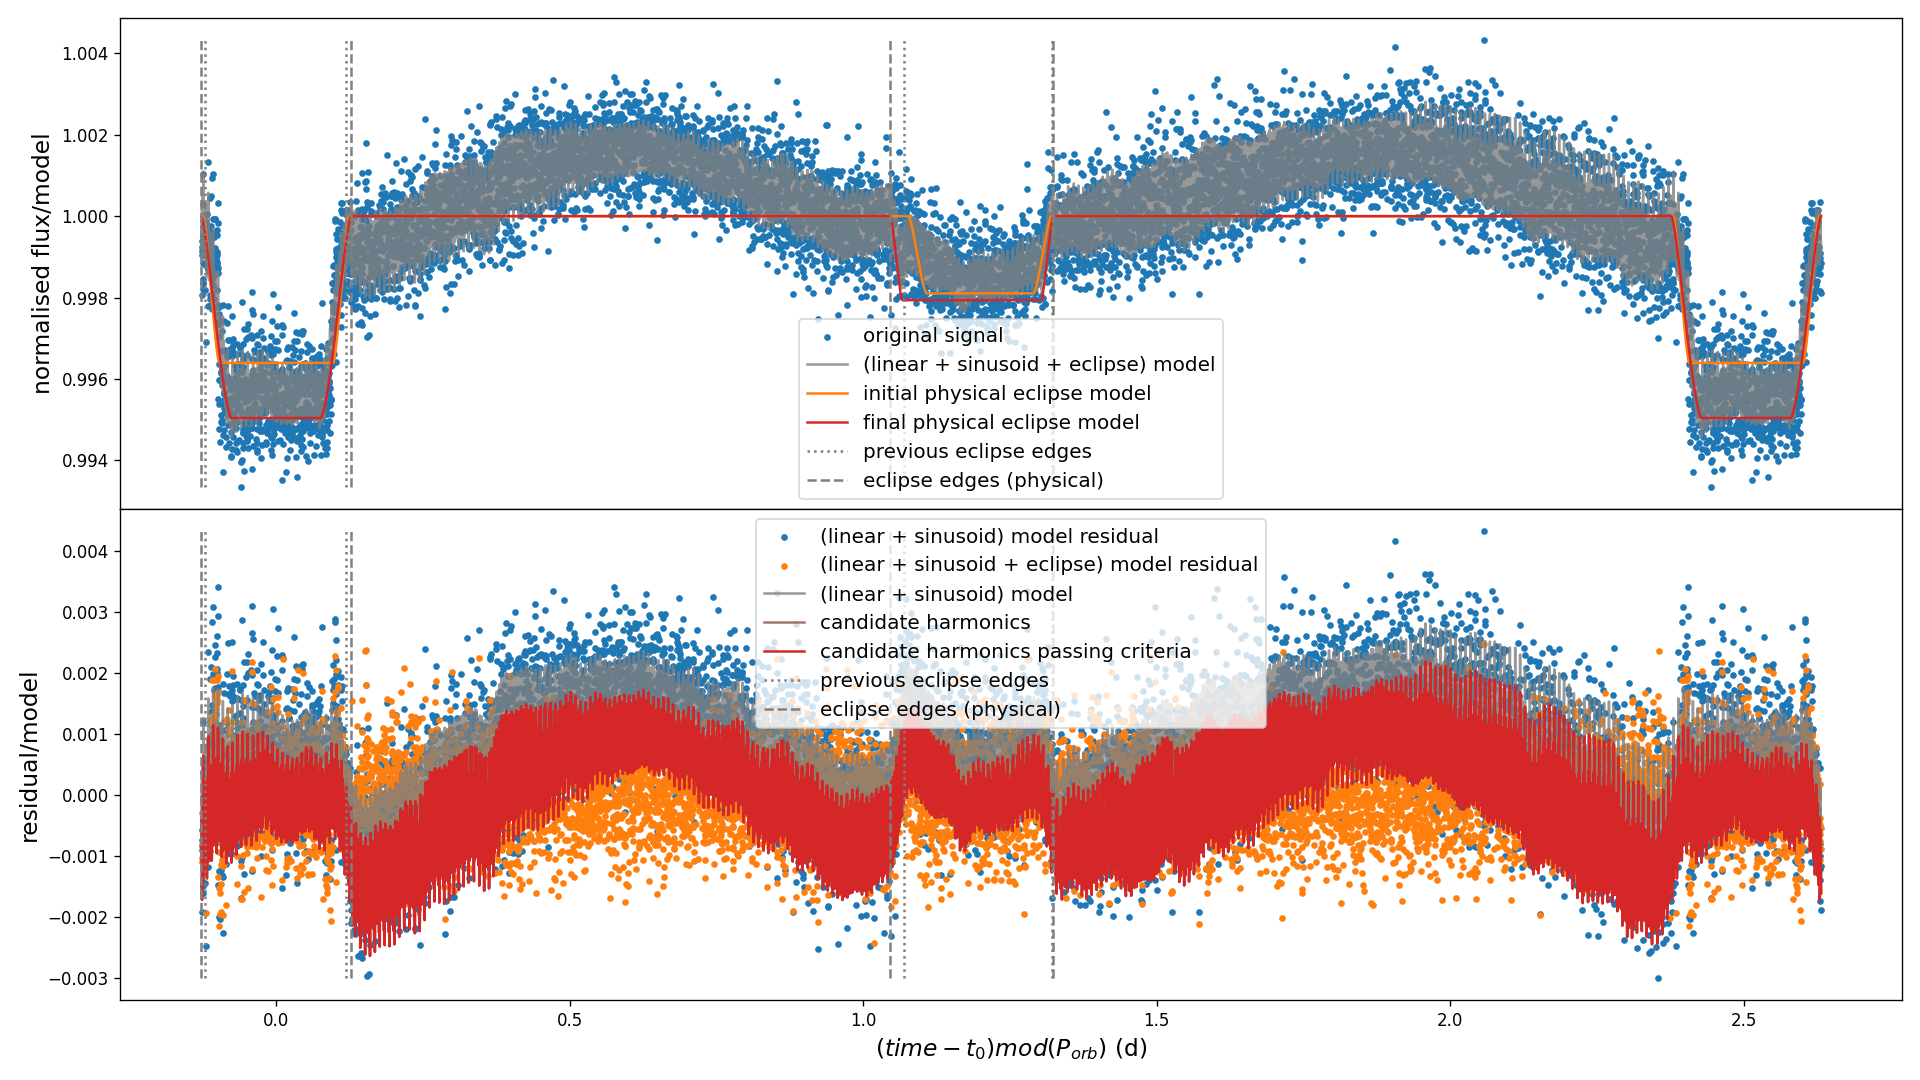 normalised flux/model
1.004
1.002
1.000
0.998
0.996
0.994
original signal
(linear + sinusoid + eclipse) model
initial physical eclipse model
final physical eclipse model
previous eclipse edges
eclipse edges (physical)
residual/model
0.004
0.003
0.002
0.001
0.000
−0.001
−0.002
−0.003
(linear + sinusoid) model residual
(linear + sinusoid + eclipse) model residual
(linear + sinusoid) model
candidate harmonics
candidate harmonics passing criteria
previous eclipse edges
eclipse edges (physical)
0.0 0.5 1.0 1.5 2.0 2.5
(time − t₀)mod(Pₒᵣb) (d)